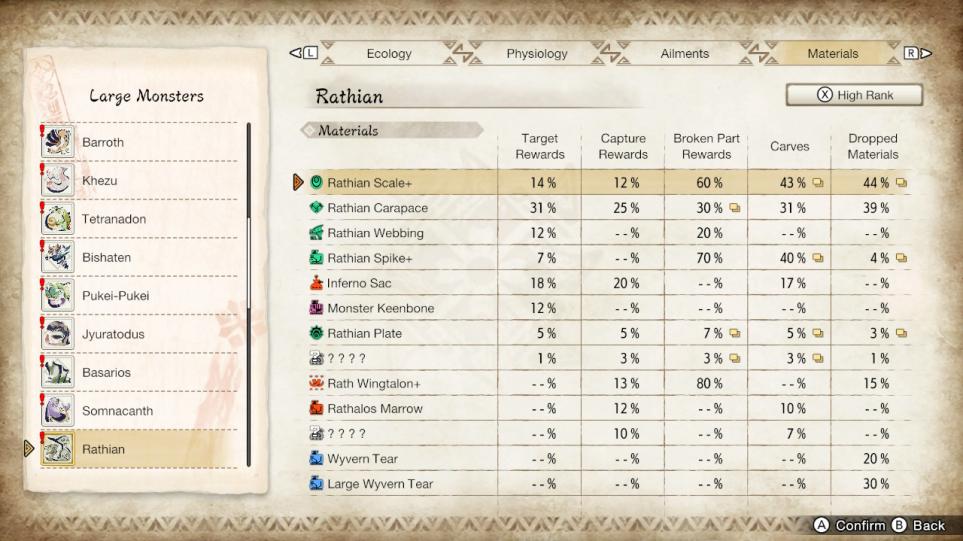 L Ecology Physiology Ailments Materials R
Large Monsters
Barroth
Khezu
Tetranadon
Bishaten
Pukei-Pukei
Jyuratodus
Basarios
Somnacanth
Rathian
Rathian
X High Rank
Materials
Target Rewards Capture Rewards Broken Part Rewards Carves Dropped Materials
Rathian Scale+ 14 % 12 % 60 % 43 % 44 %
Rathian Carapace 31 % 25 % 30 % 31 % 39 %
Rathian Webbing 12 % - - % 20 % - - % - - %
Rathian Spike+ 7 % - - % 70 % 40 % 4 %
Inferno Sac 18 % 20 % - - % 17 % - - %
Monster Keenbone 12 % - - % - - % - - % - - %
Rathian Plate 5 % 5 % 7 % 5 % 3 %
? ? ? ? 1 % 3 % 3 % 3 % 1 %
Rath Wingtalon+ - - % 13 % 80 % - - % 15 %
Rathalos Marrow - - % 12 % - - % 10 % - - %
? ? ? ? - - % 10 % - - % 7 % - - %
Wyvern Tear - - % - - % - - % - - % 20 %
Large Wyvern Tear - - % - - % - - % - - % 30 %
A Confirm B Back